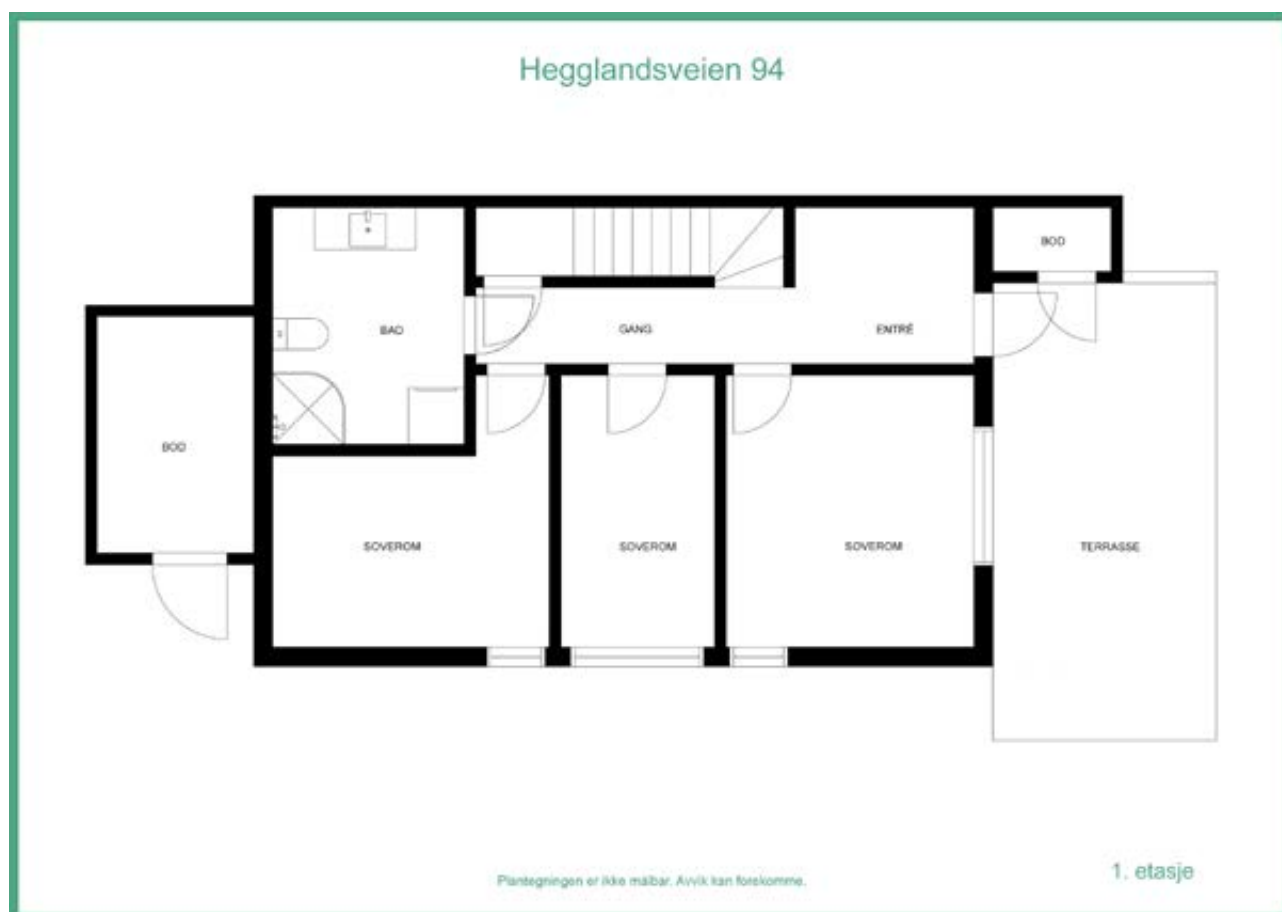 Hegglandsveien 94
BOD
BAD
GANG
ENTRÉ
BOD
SOVEROM
SOVEROM
SOVEROM
TERRASSE
Plantegningen er ikke målbar. Avvik kan forekomme.
1. etasje